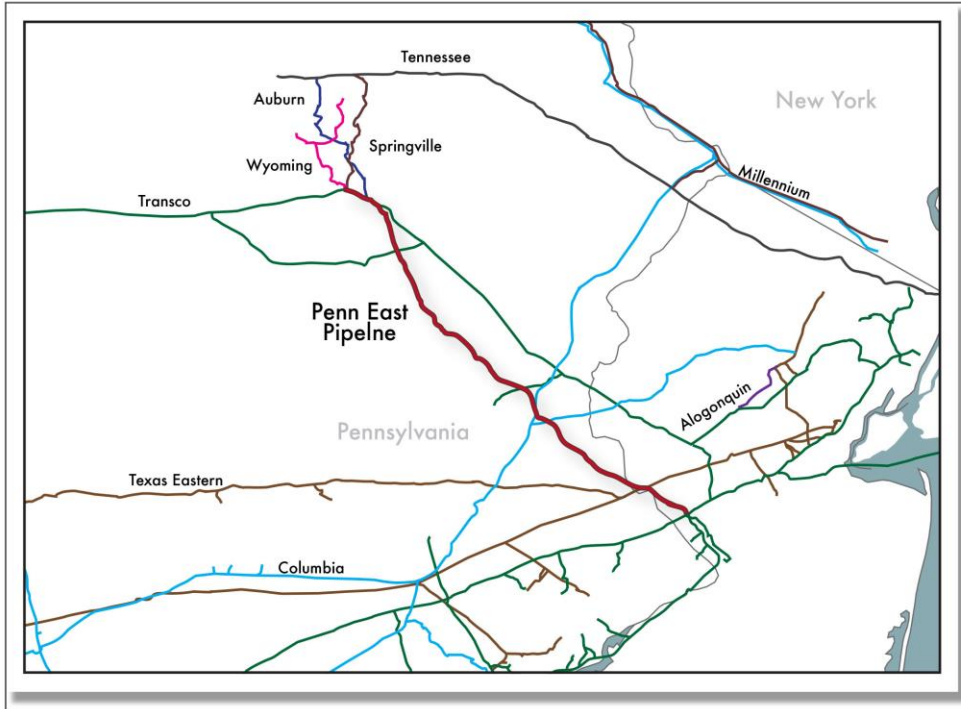 Tennessee
New York
Auburn
Springville
Wyoming
Millennium
Transco
Penn East
Pipelne
Alogonquin
Pennsylvania
Texas Eastern
Columbia